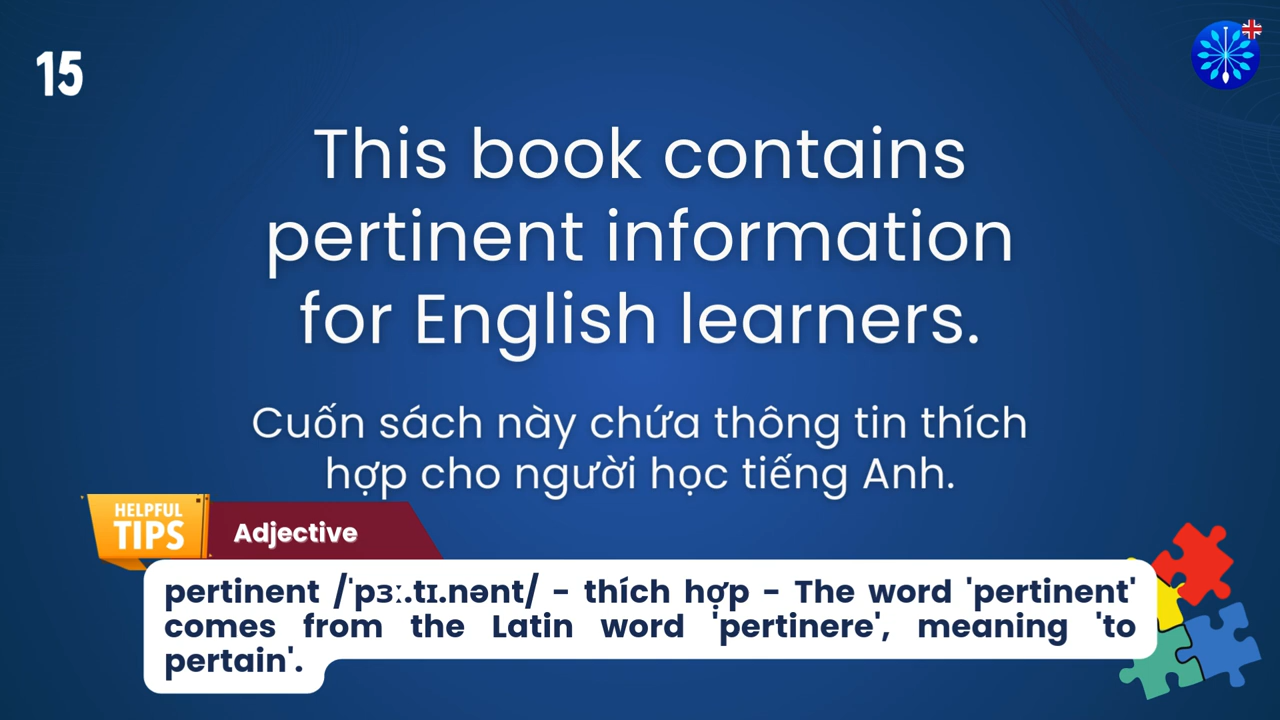 15
This book contains
pertinent information
for English learners.
Cuốn sách này chứa thông tin thích
hợp cho người học tiếng Anh.
HELPFUL
TIPS
Adjective
pertinent /ˈpɜː.tɪ.nənt/ - thích hợp - The word 'pertinent'
comes from the Latin word 'pertinere', meaning 'to
pertain'.